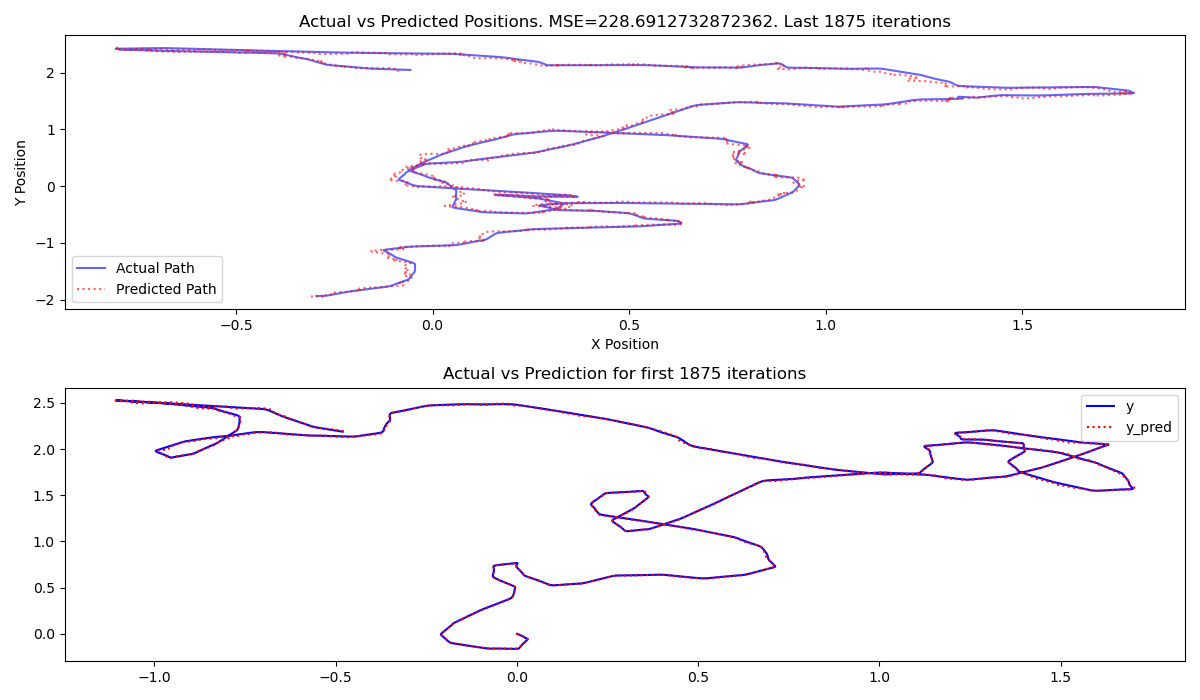 Actual vs Predicted Positions. MSE=228.6912732872362. Last 1875 iterations
Y Position
2
1
0
−1
−2
Actual Path
Predicted Path
−0.5 0.0 0.5 1.0 1.5
X Position
Actual vs Prediction for first 1875 iterations
2.5
2.0
1.5
1.0
0.5
0.0
y
y_pred
−1.0 −0.5 0.0 0.5 1.0 1.5